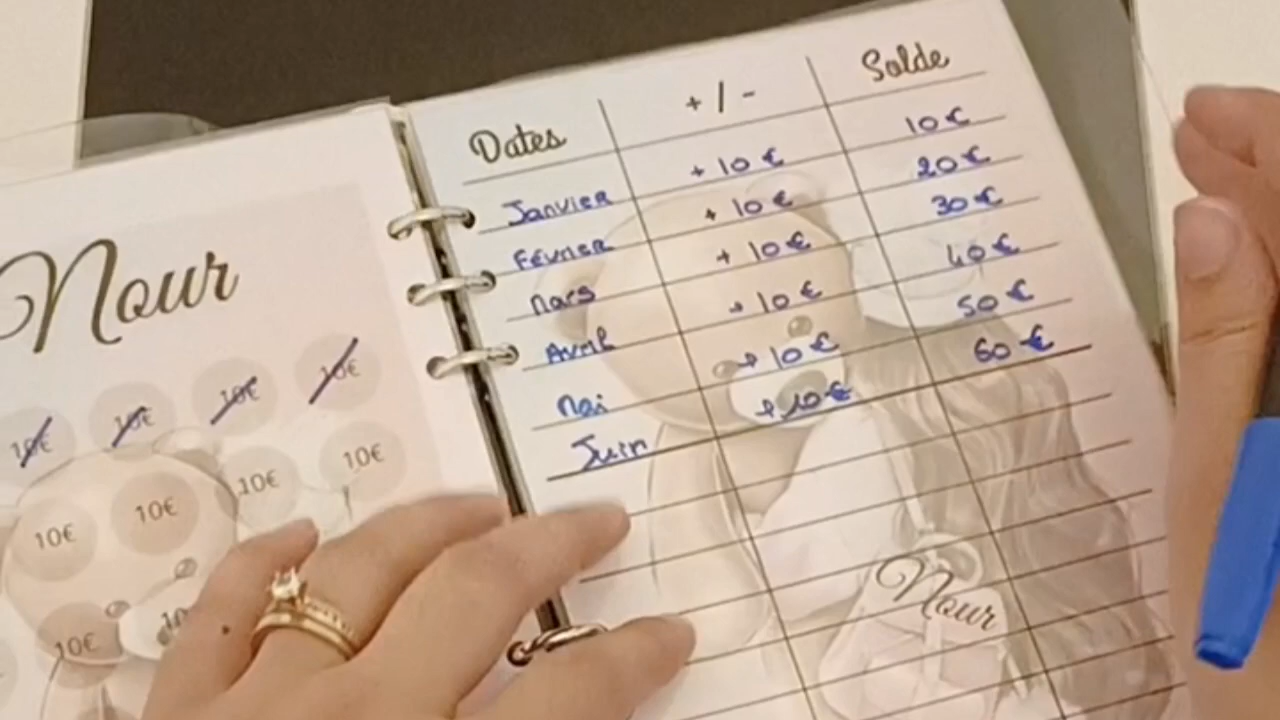 Nour
10€ 10€ 10€ 10€
10€ 10€ 10€ 10€
10€ 10
Dates + / - Solde
Janvier + 10 € 10 €
Février + 10 € 20 €
Mars + 10 € 30 €
Avril + 10 € 40 €
Mai + 10 € 50 €
Juin + 10 € 60 €
Nour